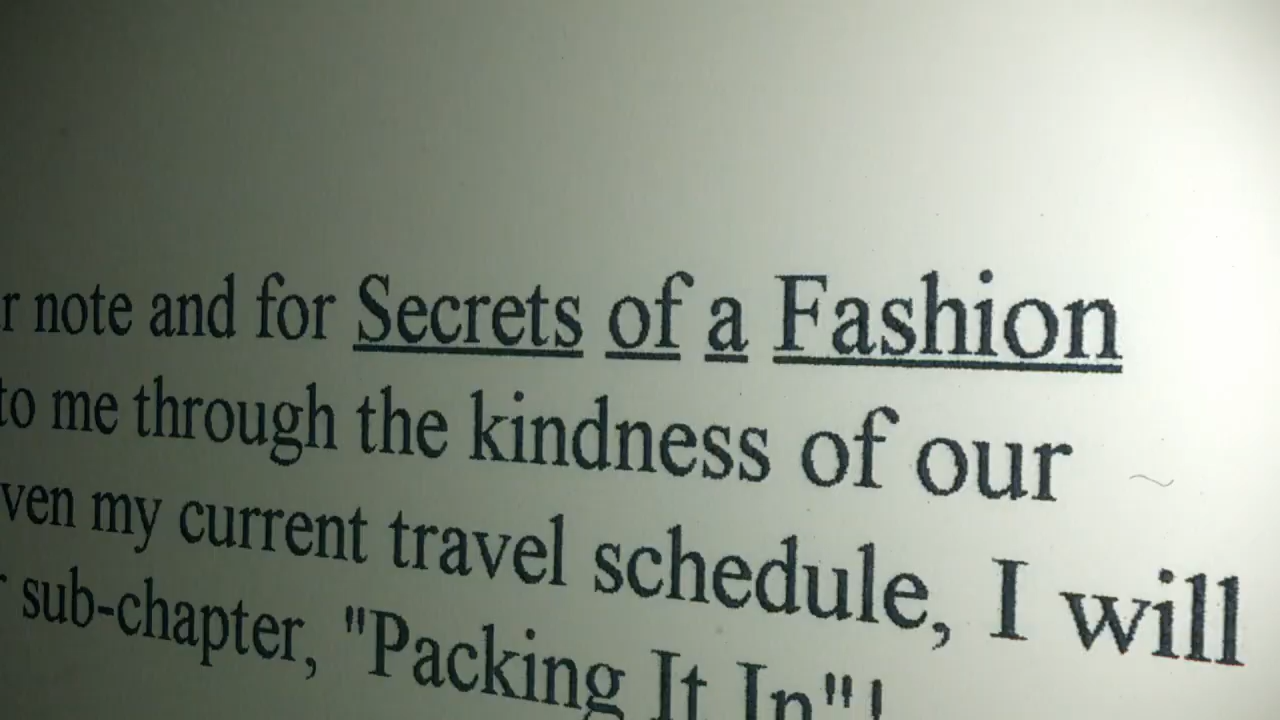 note and for Secrets of a Fashion
to me through the kindness of our
my current travel schedule, I will
sub-chapter, "Packing It In"!